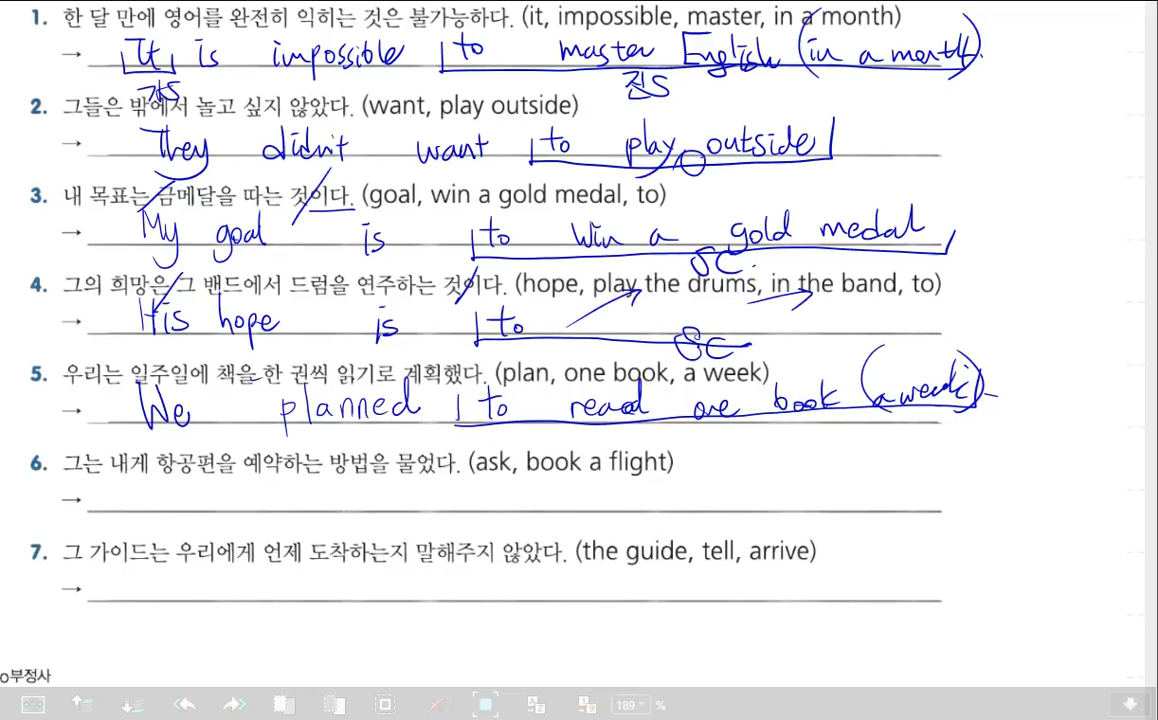 1. 한 달 만에 영어를 완전히 익히는 것은 불가능하다. (it, impossible, master, in a month)
→ It is impossible to master English (in a month).
가S 진S
2. 그들은 밖에서 놀고 싶지 않았다. (want, play outside)
→ They didn't want to play outside
O
3. 내 목표는 금메달을 따는 것이다. (goal, win a gold medal, to)
→ My goal is to win a gold medal
SC
4. 그의 희망은 그 밴드에서 드럼을 연주하는 것이다. (hope, play the drums, in the band, to)
→ His hope is to
SC
5. 우리는 일주일에 책을 한 권씩 읽기로 계획했다. (plan, one book, a week)
→ We planned to read one book (a week).
6. 그는 내게 항공편을 예약하는 방법을 물었다. (ask, book a flight)
→
7. 그 가이드는 우리에게 언제 도착하는지 말해주지 않았다. (the guide, tell, arrive)
→
o부정사
189 %